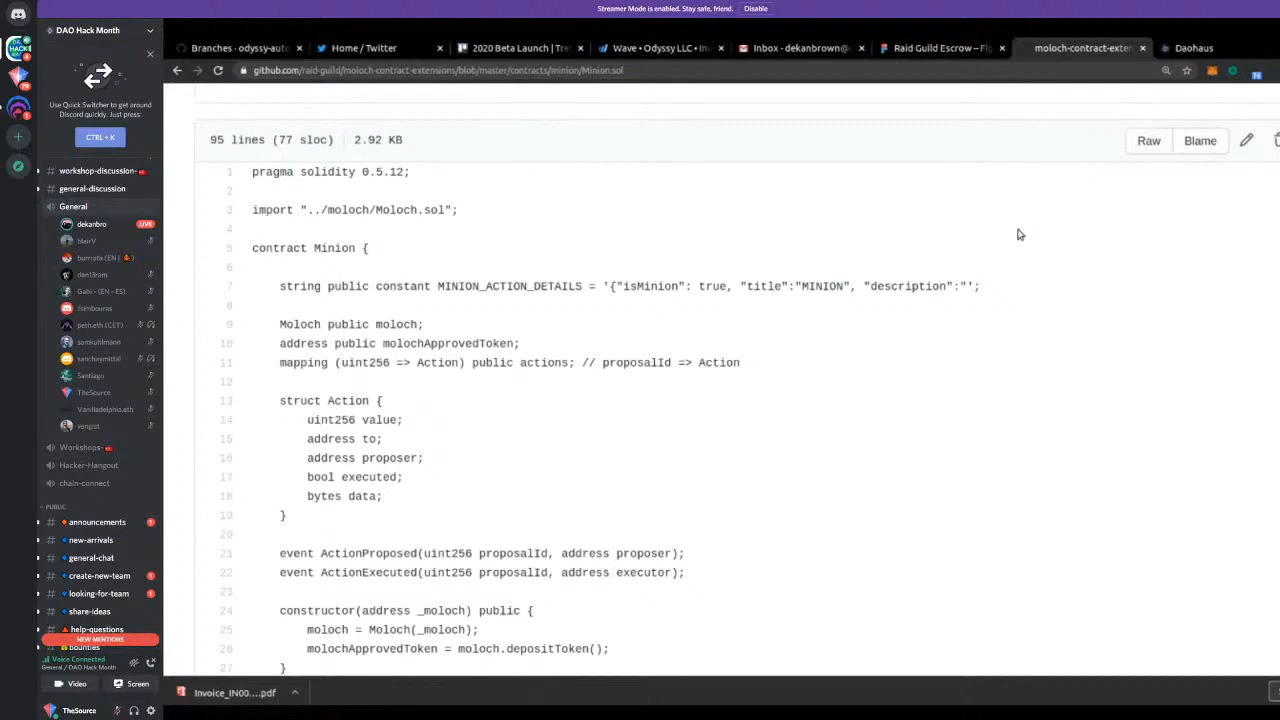 Streamer Mode is enabled. Stay safe, friend.
Disable
DAO Hack Month
Use Quick Switcher to get around
Discord quickly. Just press:
CTRL + K
workshop-discussion-
general-discussion
General
dekanbro
LIVE
blairV
burrrata (EN |
dan13ram
Gabi - (EN - ES)
ilsimbouras
peth.eth (CET)
samkuhlmann
sanchaymittal
Santiago
TheSource
Vanilladelphia.eth
vengist
Workshops-
Hacker-Hangout
chain-connect
PUBLIC
announcements
1
new-arrivals
general-chat
create-new-team
1
looking-for-team
1
share-ideas
help-questions
NEW MENTIONS
bounties
Voice Connected
General / DAO Hack Month
Video
Screen
TheSource
Branches - odyssy-auto
Home / Twitter
2020 Beta Launch | Tre
Wave • Odyssy LLC • In
Inbox - dekanbrown@
Raid Guild Escrow – Fig
moloch-contract-exten
Daohaus
github.com/raid-guild/moloch-contract-extensions/blob/master/contracts/minion/Minion.sol
95 lines (77 sloc) | 2.92 KB
Raw
Blame
1 pragma solidity 0.5.12;
2
3 import "../moloch/Moloch.sol";
4
5 contract Minion {
6
7 string public constant MINION_ACTION_DETAILS = '{"isMinion": true, "title":"MINION", "description":"';
8
9 Moloch public moloch;
10 address public molochApprovedToken;
11 mapping (uint256 => Action) public actions; // proposalId => Action
12
13 struct Action {
14 uint256 value;
15 address to;
16 address proposer;
17 bool executed;
18 bytes data;
19 }
20
21 event ActionProposed(uint256 proposalId, address proposer);
22 event ActionExecuted(uint256 proposalId, address executor);
23
24 constructor(address _moloch) public {
25 moloch = Moloch(_moloch);
26 molochApprovedToken = moloch.depositToken();
27 }
Invoice_IN00....pdf